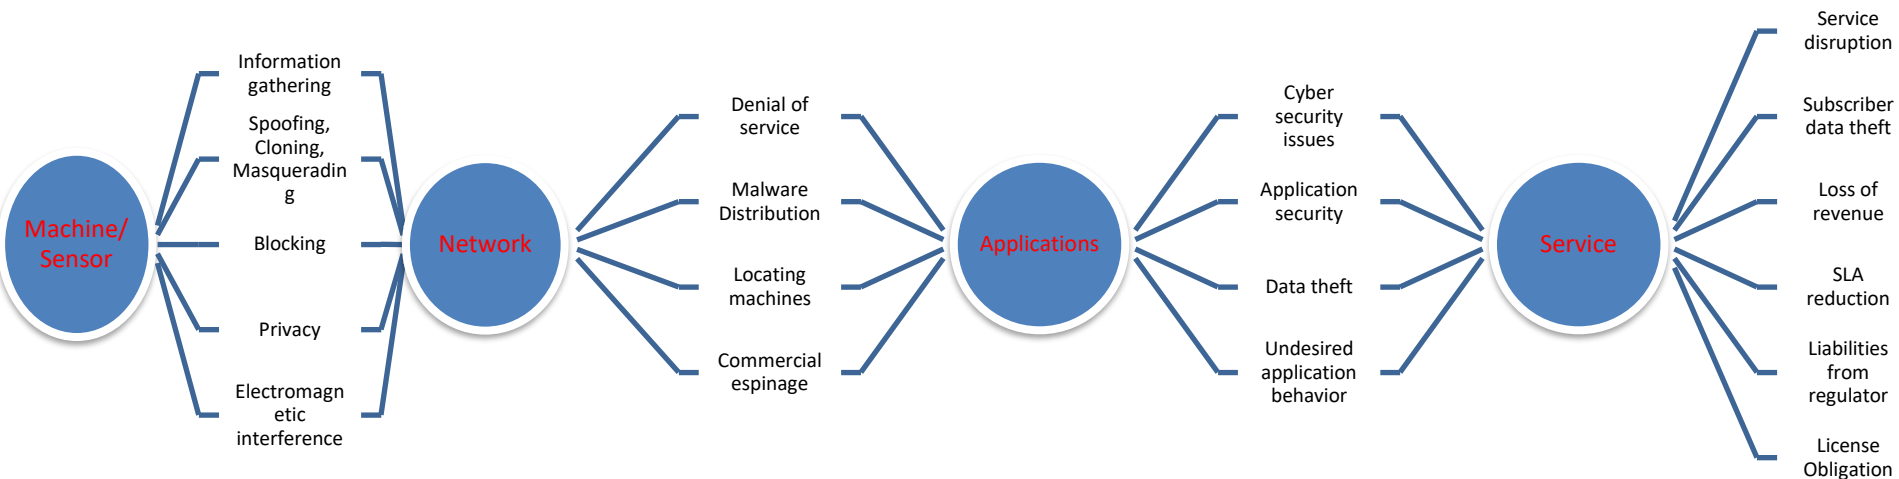 Machine/
Sensor
Information
gathering
Spoofing,
Cloning,
Masqueradin
g
Blocking
Privacy
Electromagn
etic
interference
Network
Denial of
service
Malware
Distribution
Locating
machines
Commercial
espinage
Applications
Cyber
security
issues
Application
security
Data theft
Undesired
application
behavior
Service
Service
disruption
Subscriber
data theft
Loss of
revenue
SLA
reduction
Liabilities
from
regulator
License
Obligation